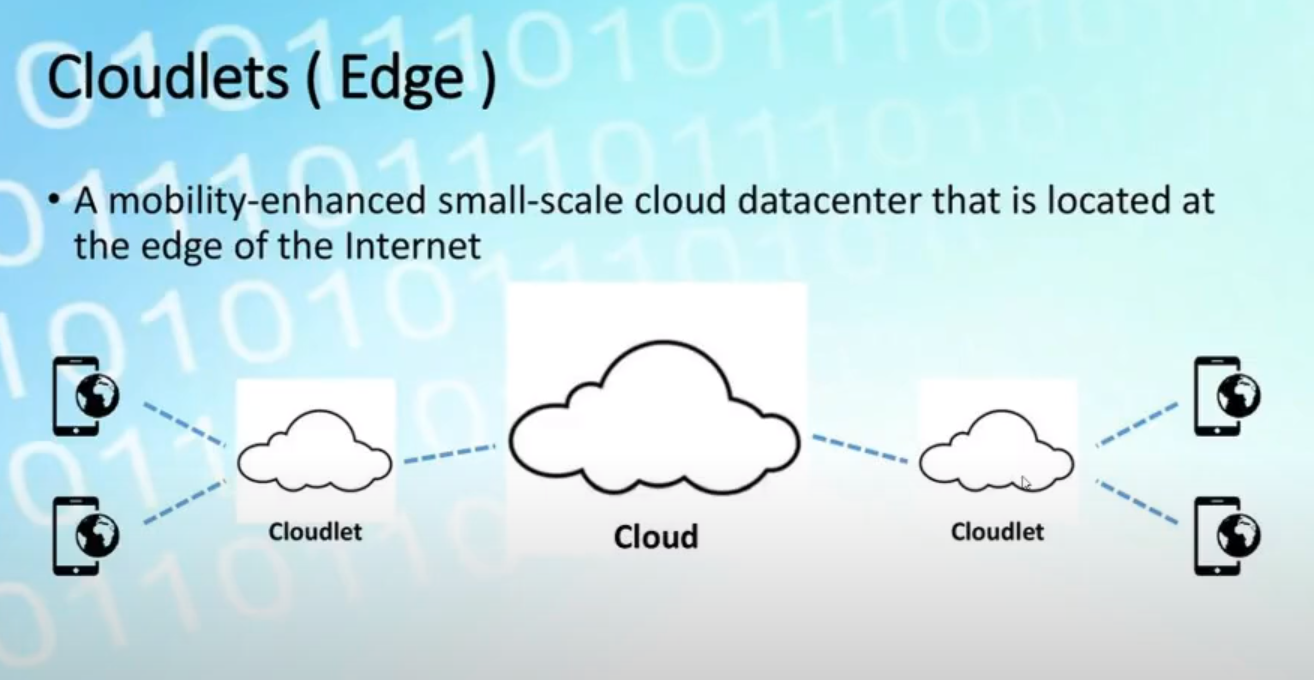 Cloudlets ( Edge )
• A mobility-enhanced small-scale cloud datacenter that is located at
the edge of the Internet
Cloudlet
Cloud
Cloudlet